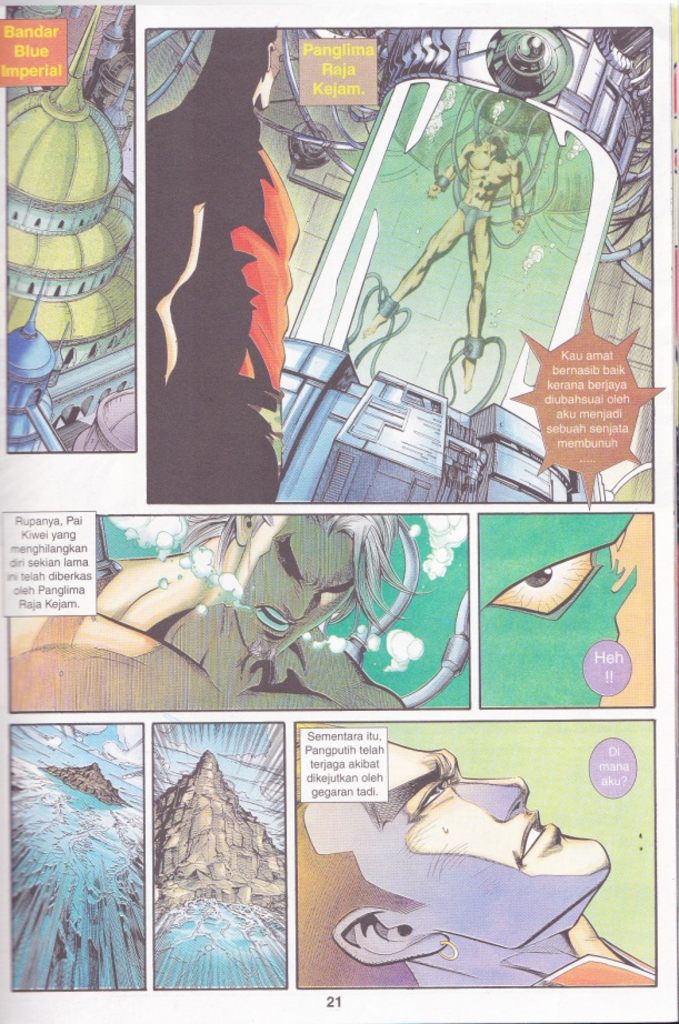 Bandar
Blue
Imperial
Panglima
Raja
Kejam.
Kau amat
bernasib baik
kerana berjaya
diubahsuai oleh
aku menjadi
sebuah senjata
membunuh
.....
Rupanya, Pai
Kiwei yang
menghilangkan
diri sekian lama
ini telah diberkas
oleh Panglima
Raja Kejam.
Heh
!!
Sementara itu,
Pangputih telah
terjaga akibat
dikejutkan oleh
gegaran tadi.
Di
mana
aku?
21